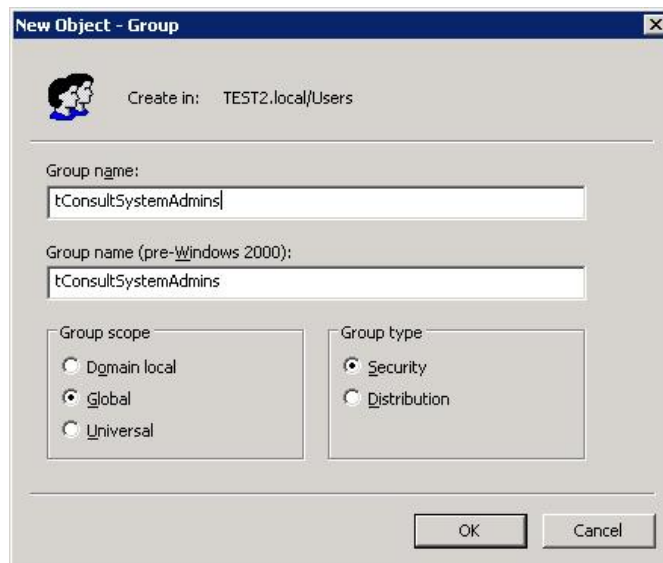 New Object - Group
Create in: TEST2.local/Users
Group name:
tConsultSystemAdmins
Group name (pre-Windows 2000):
tConsultSystemAdmins
Group scope
Group type
Domain local
Security
Global
Distribution
Universal
OK
Cancel